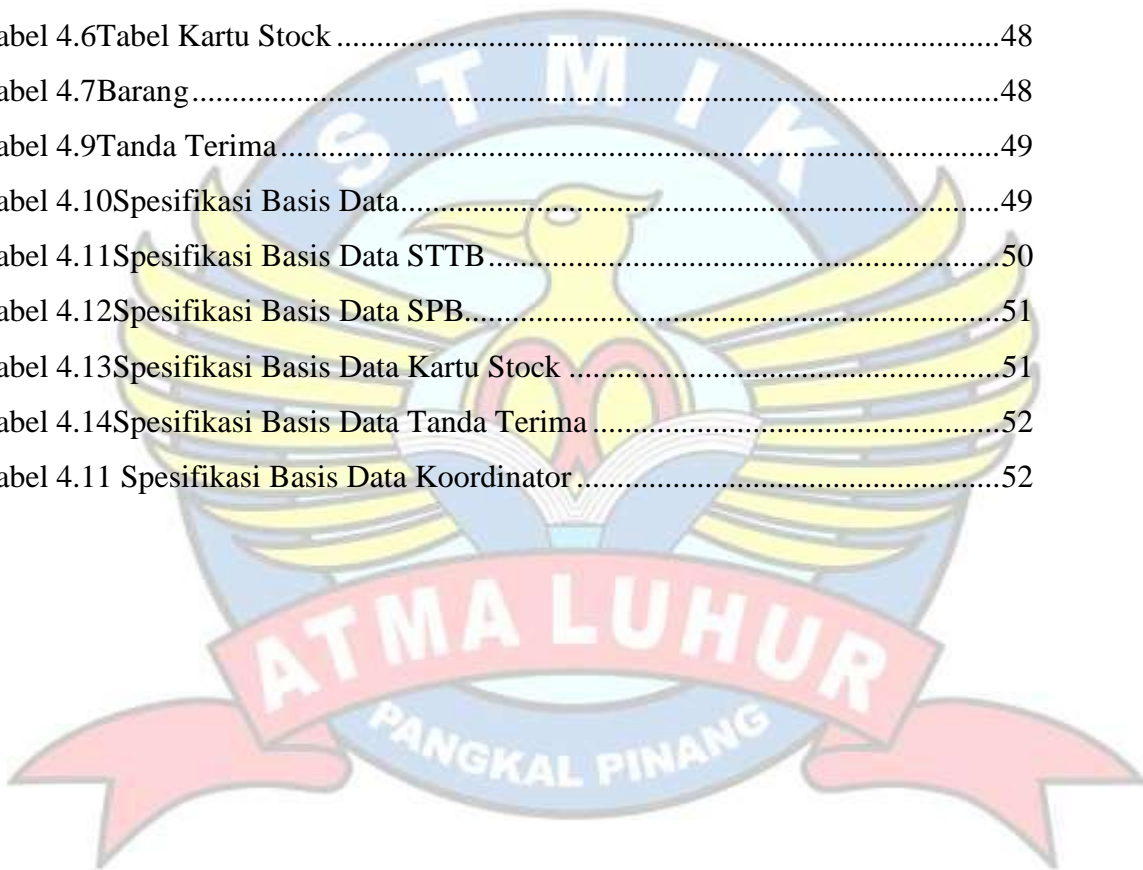 abel 4.6Tabel Kartu Stock ................................................................................... 48
abel 4.7Barang ..................................................................................................... 48
abel 4.9Tanda Terima .......................................................................................... 49
abel 4.10Spesifikasi Basis Data........................................................................... 49
abel 4.11Spesifikasi Basis Data STTB ................................................................ 50
abel 4.12Spesifikasi Basis Data SPB................................................................... 51
abel 4.13Spesifikasi Basis Data Kartu Stock ...................................................... 51
abel 4.14Spesifikasi Basis Data Tanda Terima ................................................... 52
abel 4.11 Spesifikasi Basis Data Koordinator ..................................................... 52
STMIK
ATMA LUHUR
PANGKAL PINANG